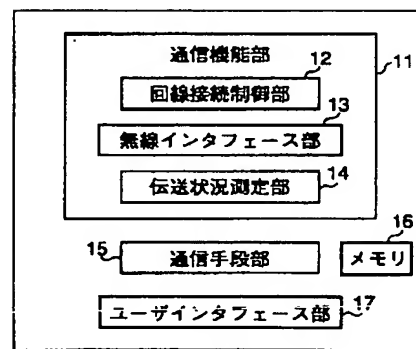 通信機能部
11
12
回線接続制御部
13
無線インタフェース部
14
伝送状況測定部
15
通信手段部
16
メモリ
ユーザインタフェース部
17